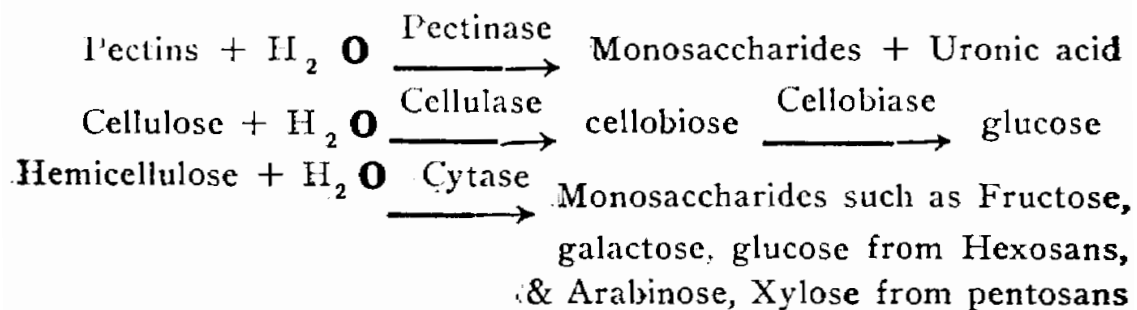 Pectins + H₂O Pectinase → Monosaccharides + Uronic acid
Cellulose + H₂O Cellulase → cellobiose Cellobiase → glucose
Hemicellulose + H₂O Cytase → Monosaccharides such as Fructose,
galactose, glucose from Hexosans,
& Arabinose, Xylose from pentosans